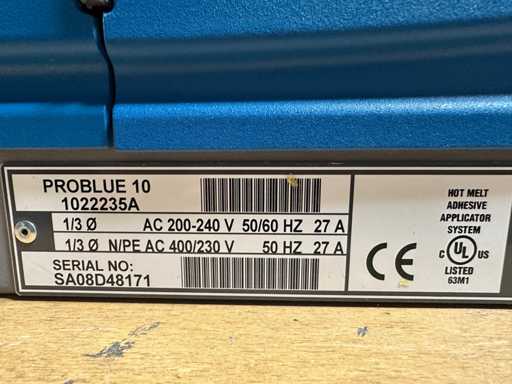 PROBLUE 10
1022235A
1/3 Ø AC 200-240 V 50/60 HZ 27 A
1/3 Ø N/PE AC 400/230 V 50 HZ 27 A
SERIAL NO:
SA08D48171
CE
HOT MELT
ADHESIVE
APPLICATOR
SYSTEM
C UL US
LISTED
63M1